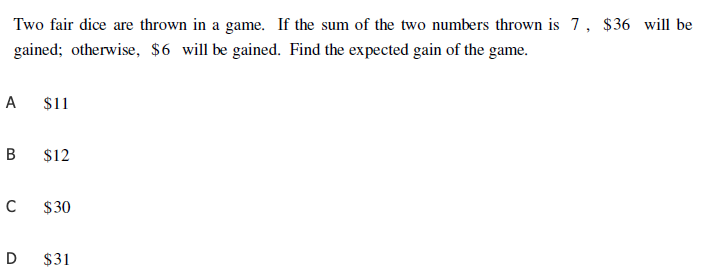 Two fair dice are thrown in a game. If the sum of the two numbers thrown is 7 , $36 will be
gained; otherwise, $6 will be gained. Find the expected gain of the game.
A $11
B $12
C $30
D $31